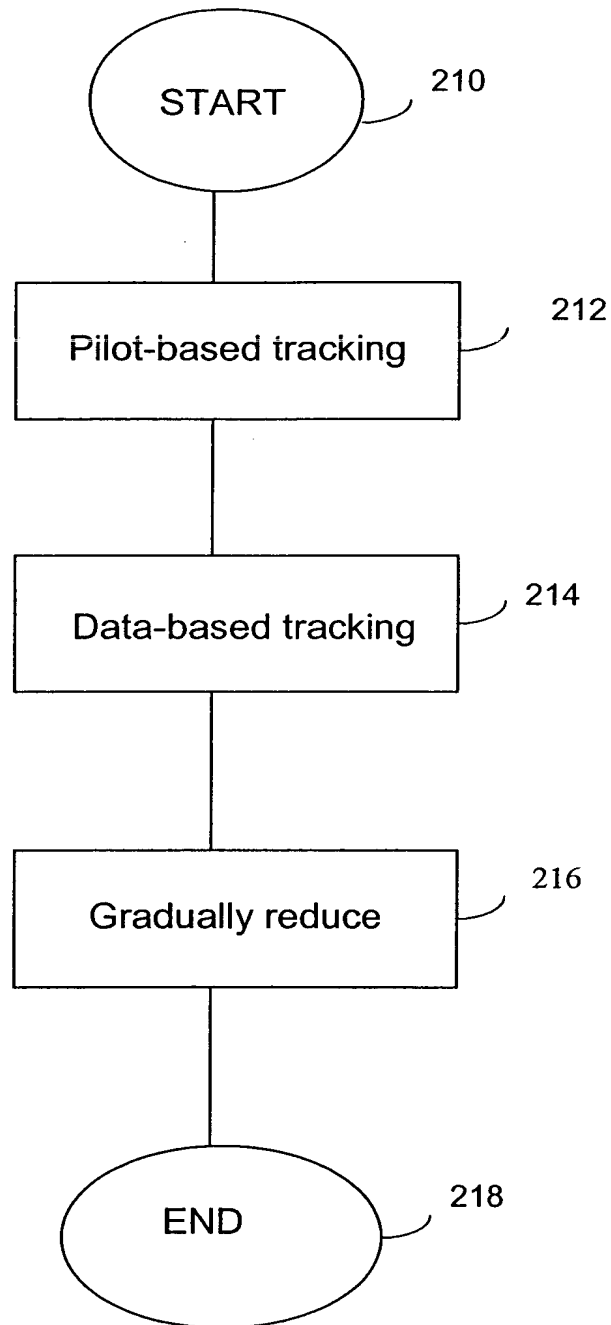 START
210
Pilot-based tracking
212
Data-based tracking
214
Gradually reduce
216
END
218